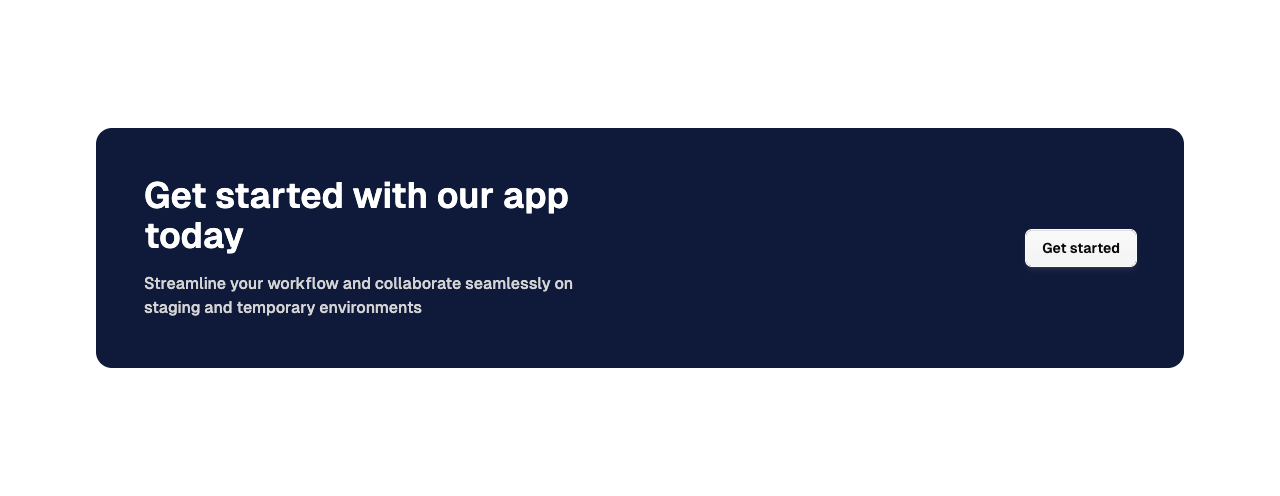 Get started with our app
today
Streamline your workflow and collaborate seamlessly on
staging and temporary environments
Get started